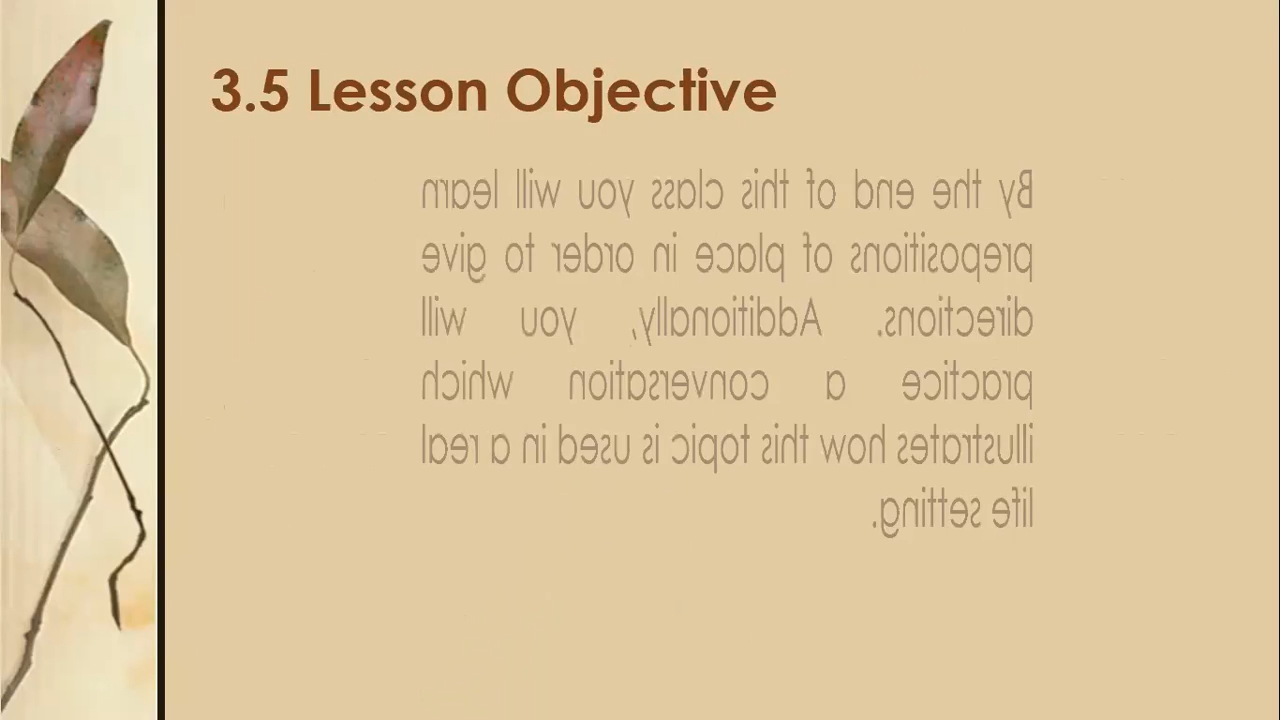 3.5 Lesson Objective
By the end of this class you will learn
prepositions of place in order to give
directions. Additionally, you will
practice a conversation which
illustrates how this topic is used in a real
life setting.